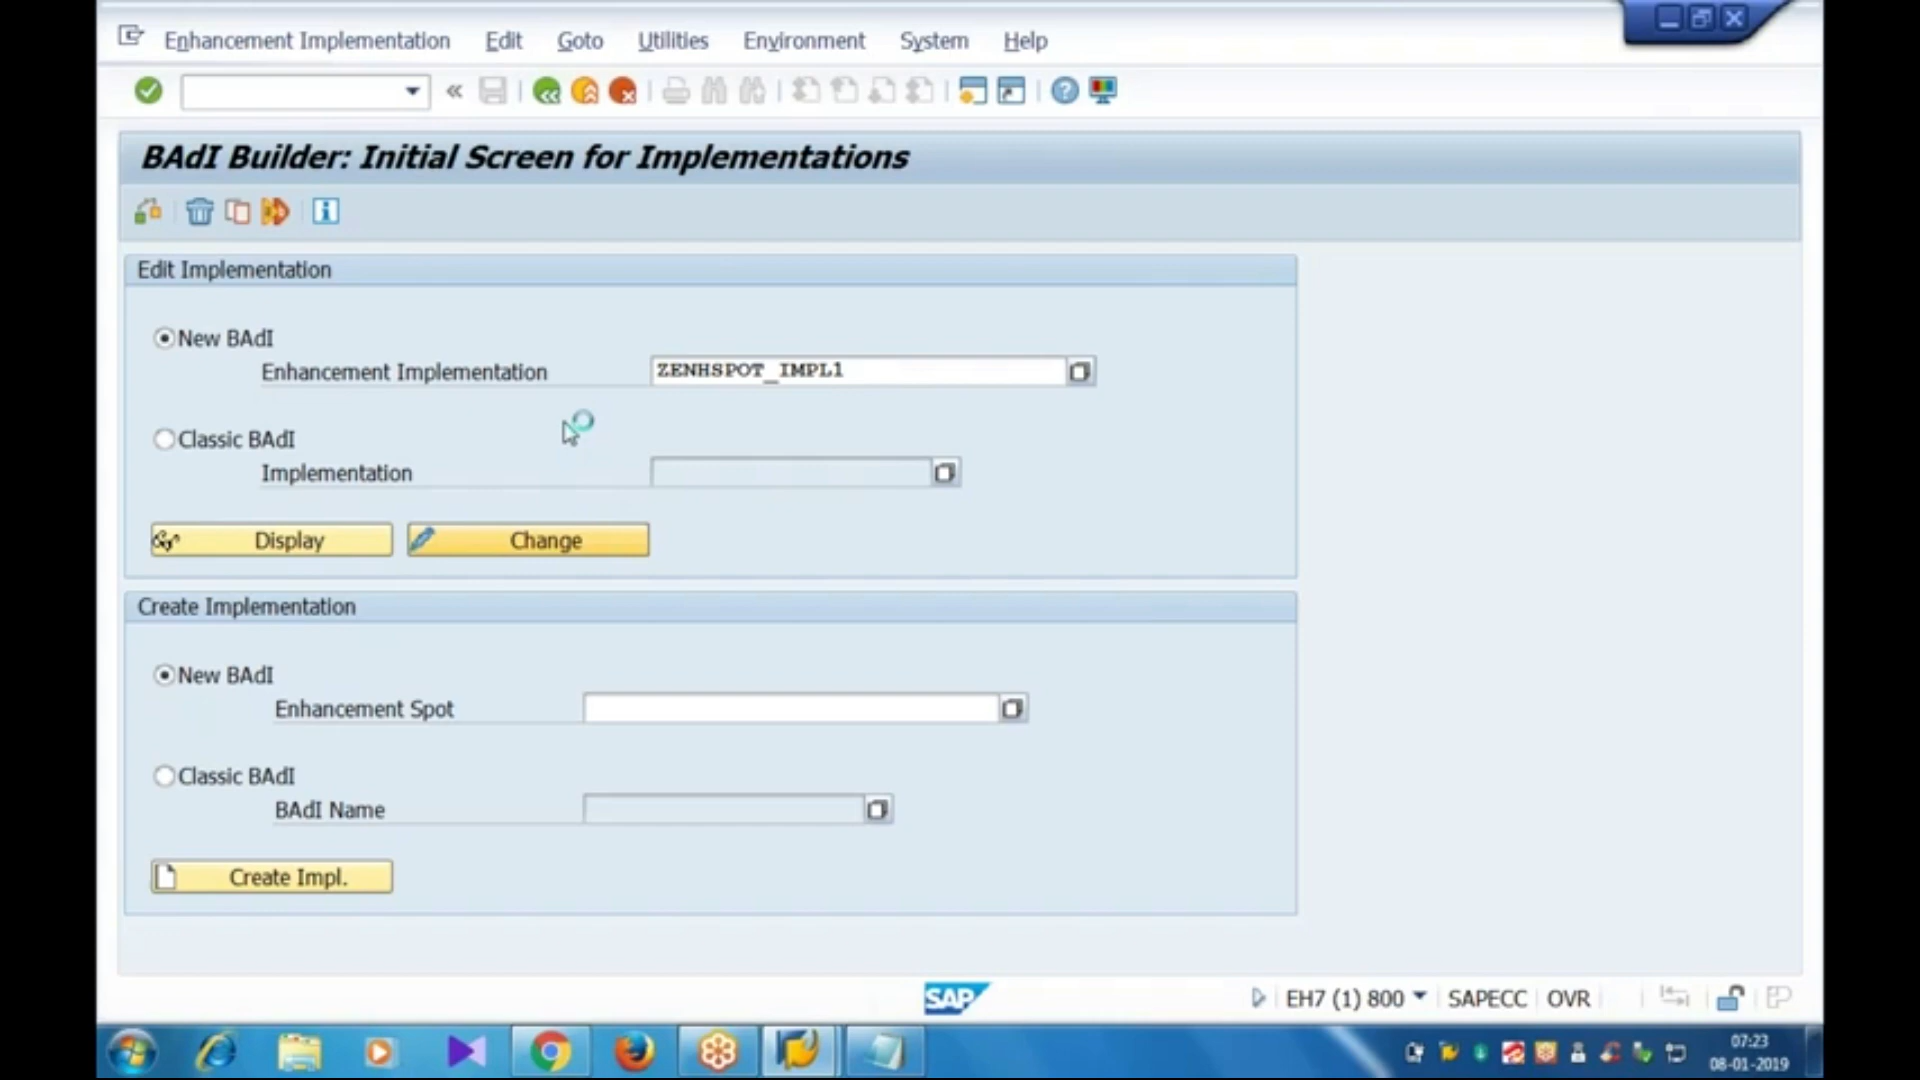 Enhancement Implementation Edit Goto Utilities Environment System Help
BAdI Builder: Initial Screen for Implementations
Edit Implementation
New BAdI
Enhancement Implementation ZENHSPOT_IMPL1
Classic BAdI
Implementation
Display Change
Create Implementation
New BAdI
Enhancement Spot
Classic BAdI
BAdI Name
Create Impl.
SAP EH7 (1) 800 SAPECC OVR
07:23
08-01-2019